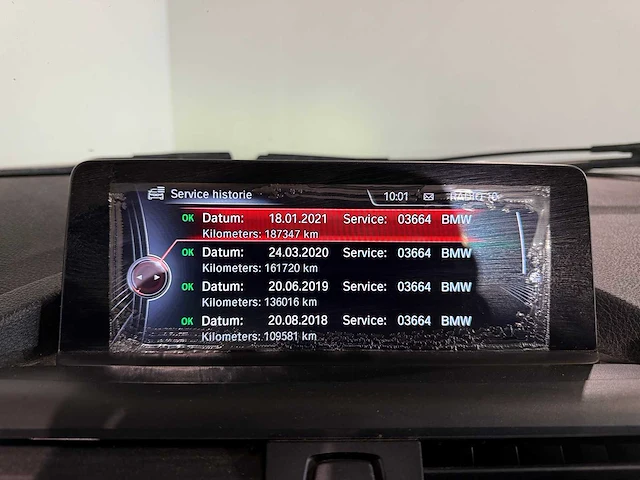 Service historie 10:01 RADIO 10
OK Datum: 18.01.2021 Service: 03664 BMW
Kilometers: 187347 km
OK Datum: 24.03.2020 Service: 03664 BMW
Kilometers: 161720 km
OK Datum: 20.06.2019 Service: 03664 BMW
Kilometers: 136016 km
OK Datum: 20.08.2018 Service: 03664 BMW
Kilometers: 109581 km